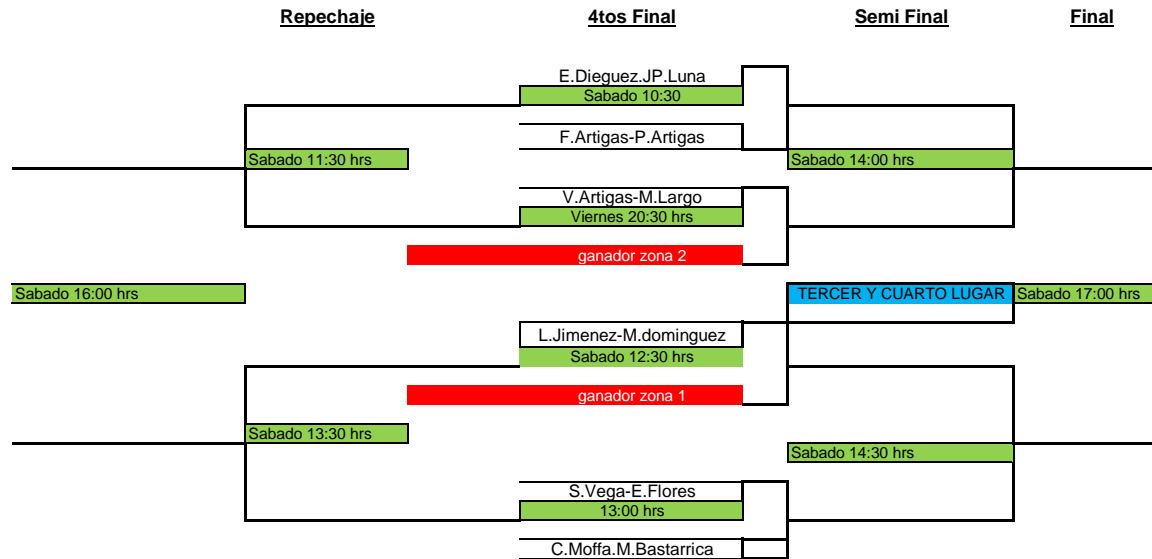 Repechaje 4tos Final Semi Final Final
E.Dieguez.JP.Luna
Sabado 10:30
F.Artigas-P.Artigas
Sabado 11:30 hrs Sabado 14:00 hrs
V.Artigas-M.Largo
Viernes 20:30 hrs
ganador zona 2
Sabado 16:00 hrs TERCER Y CUARTO LUGAR Sabado 17:00 hrs
L.Jimenez-M.dominguez
Sabado 12:30 hrs
ganador zona 1
Sabado 13:30 hrs
Sabado 14:30 hrs
S.Vega-E.Flores
13:00 hrs
C.Moffa.M.Bastarrica